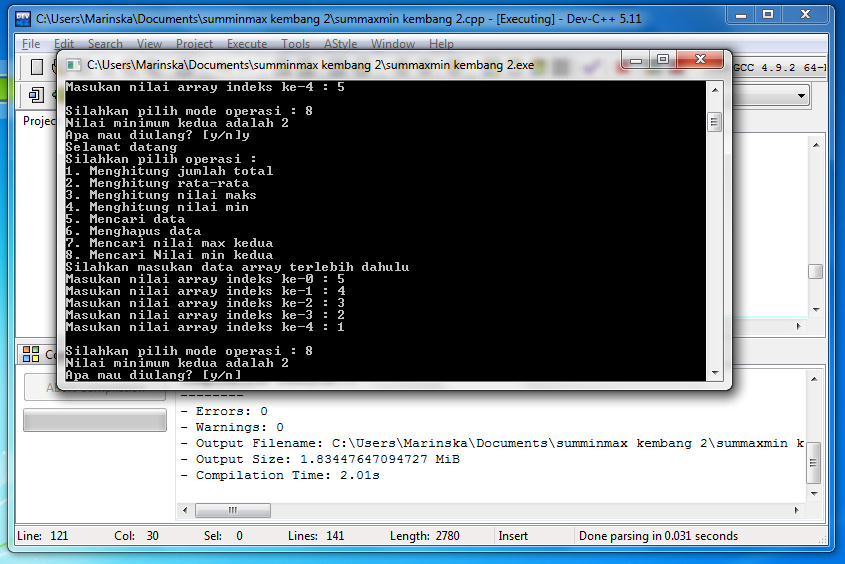 C:\Users\Marinska\Documents\summinmax kembang 2\summaxmin kembang 2.cpp - [Executing] - Dev-C++ 5.11
File Edit Search View Project Execute Tools AStyle Window Help
C:\Users\Marinska\Documents\summinmax kembang 2\summaxmin kembang 2.exe
GCC 4.9.2 64-
Projec
Masukan nilai array indeks ke-4 : 5
Silahkan pilih mode operasi : 8
Nilai minimum kedua adalah 2
Apa mau diulang? [y/n]y
Selamat datang
Silahkan pilih operasi :
1. Menghitung jumlah total
2. Menghitung rata-rata
3. Menghitung nilai maks
4. Menghitung nilai min
5. Mencari data
6. Menghapus data
7. Mencari nilai max kedua
8. Mencari Nilai min kedua
Silahkan masukan data array terlebih dahulu
Masukan nilai array indeks ke-0 : 5
Masukan nilai array indeks ke-1 : 4
Masukan nilai array indeks ke-2 : 3
Masukan nilai array indeks ke-3 : 2
Masukan nilai array indeks ke-4 : 1
Silahkan pilih mode operasi : 8
Nilai minimum kedua adalah 2
Apa mau diulang? [y/n]
--------
- Errors: 0
- Warnings: 0
- Output Filename: C:\Users\Marinska\Documents\summinmax kembang 2\summaxmin k
- Output Size: 1.83447647094727 MiB
- Compilation Time: 2.01s
Line: 121 Col: 30 Sel: 0 Lines: 141 Length: 2780 Insert Done parsing in 0.031 seconds